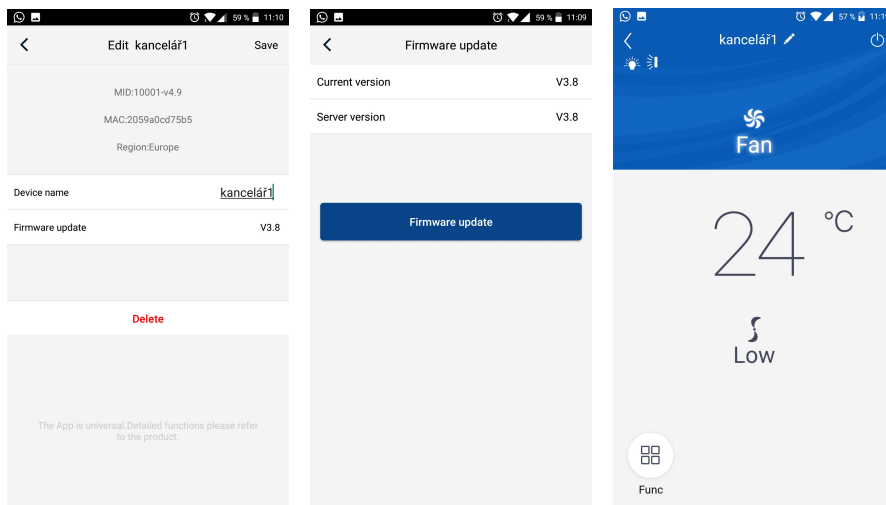 59 % 11:10
Edit kancelář1
Save
MID:10001-v4.9
MAC:2059a0cd75b5
Region:Europe
Device name
kancelář1
Firmware update
V3.8
Delete
The App is universal.Detailed functions please refer
to the product.
59 % 11:09
Firmware update
Current version
V3.8
Server version
V3.8
Firmware update
57 %
kancelář1
Fan
24 °C
Low
Func